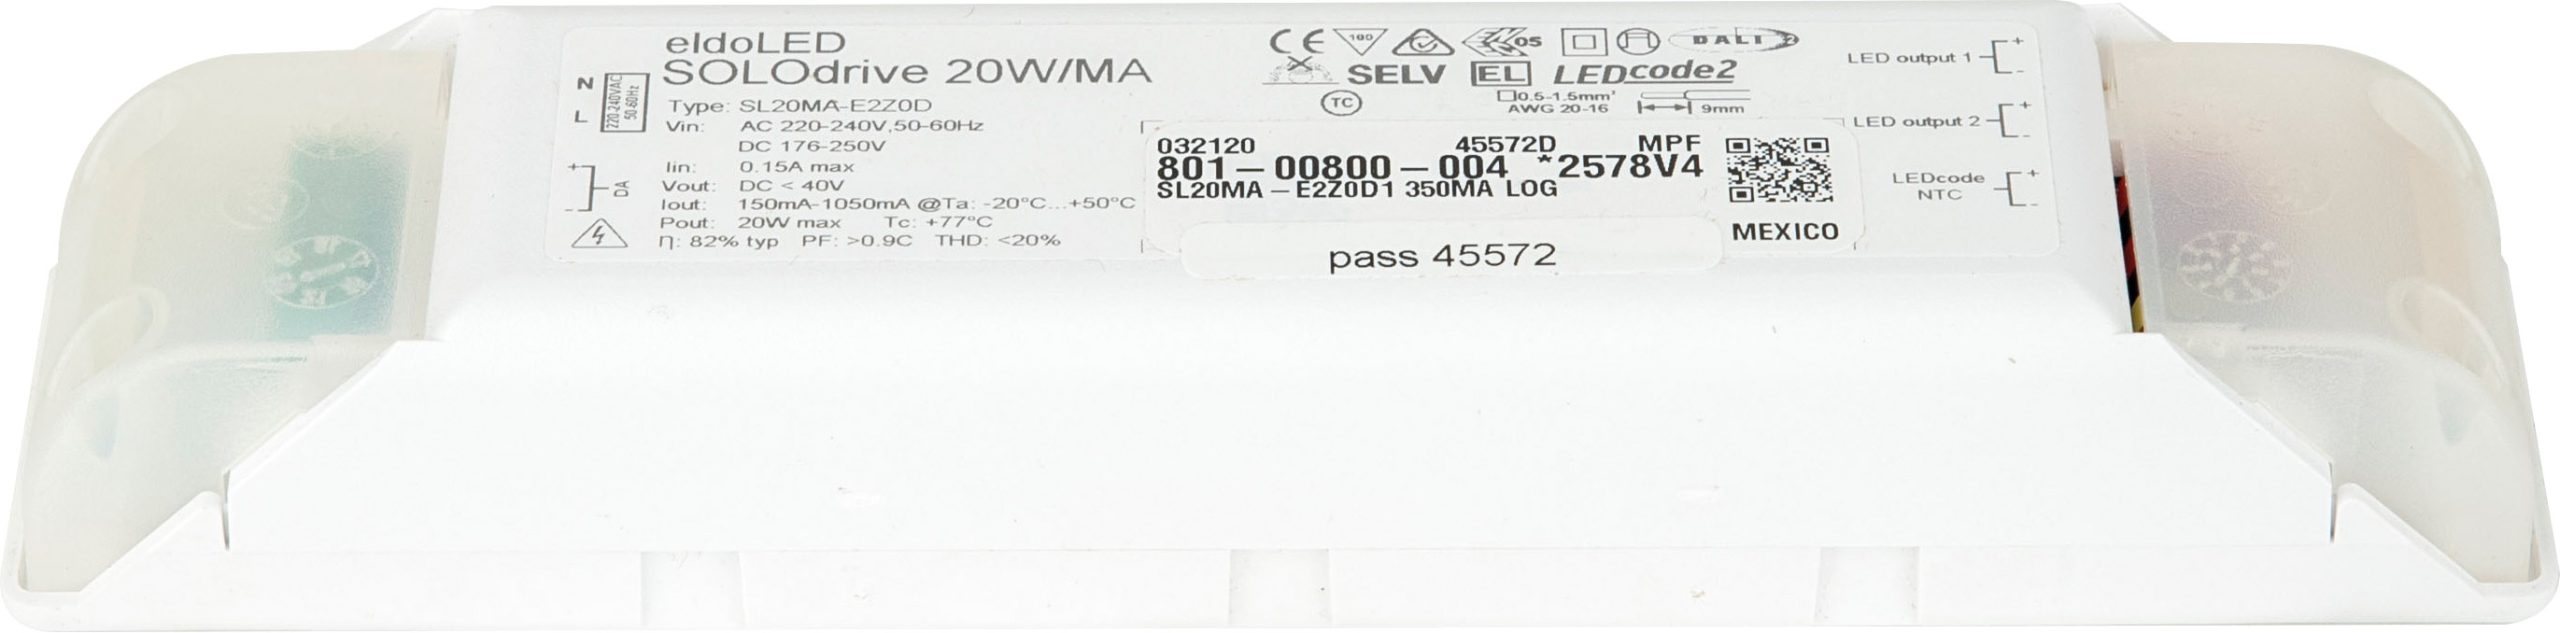 eldoLED
SOLOdrive 20W/MA
N
L
220-240VAC
50-60Hz
Type: SL20MA-E2Z0D
Vin: AC 220-240V,50-60Hz
DC 176-250V
Iin: 0.15A max
Vout: DC < 40V
Iout: 150mA-1050mA @Ta: -20°C...+50°C
Pout: 20W max Tc: +77°C
η: 82% typ PF: >0.9C THD: <20%
+
-
DA
CE 100 05 DALI 2
SELV EL LEDcode2
TC
0.5-1.5mm²
AWG 20-16 9mm
032120 45572D MPF
801-00800-004 *2578V4
SL20MA-E2Z0D1 350MA LOG
MEXICO
pass 45572
LED output 1 +
-
LED output 2 +
-
LEDcode +
NTC -